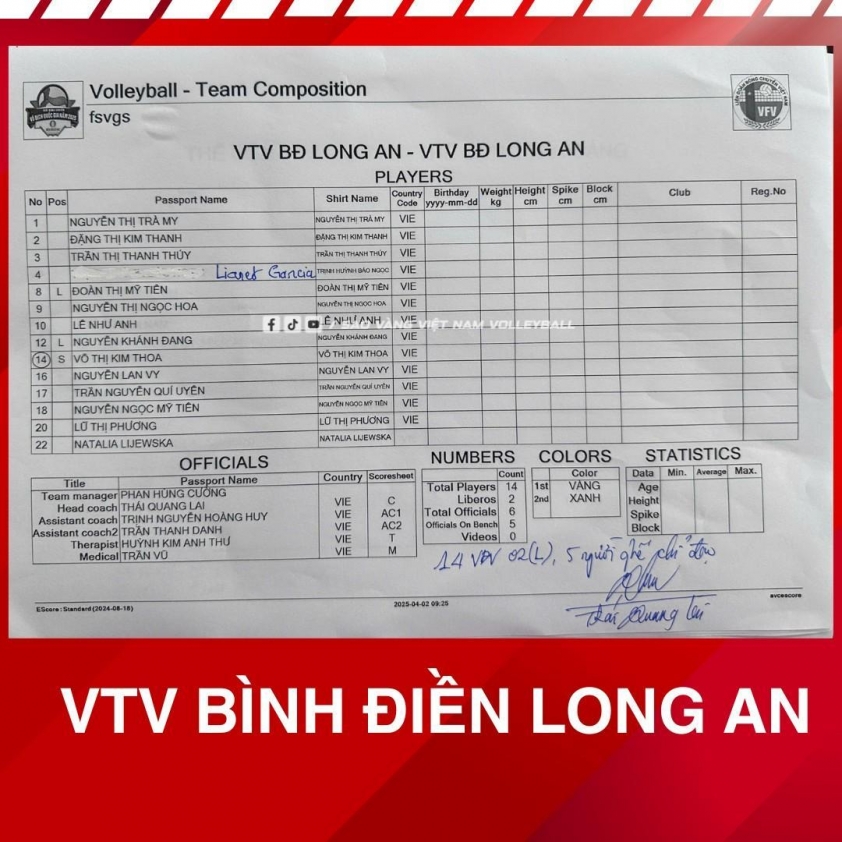 Volleyball - Team Composition
fsvgs
VFV
VTV BĐ LONG AN - VTV BĐ LONG AN
PLAYERS
No Pos Passport Name Shirt Name Country Code Birthday yyyy-mm-dd Weight kg Height cm Spike cm Block cm Club Reg.No
1 NGUYỄN THỊ TRÀ MY NGUYỄN THỊ TRÀ MY VIE
2 ĐẶNG THỊ KIM THANH ĐẶNG THỊ KIM THANH VIE
3 TRẦN THỊ THANH THÚY TRẦN THỊ THANH THÚY VIE
4 Lianet Garcia TRỊNH HUỲNH BẢO NGỌC VIE
8 L ĐOÀN THỊ MỸ TIÊN ĐOÀN THỊ MỸ TIÊN VIE
9 NGUYỄN THỊ NGỌC HOA NGUYỄN THỊ NGỌC HOA VIE
10 LÊ NHƯ ANH LÊ NHƯ ANH VIE
VÀNG VIỆT NAM VOLLEYBALL
12 L NGUYỄN KHÁNH ĐANG NGUYỄN KHÁNH ĐANG VIE
14 S VÕ THỊ KIM THOA VÕ THỊ KIM THOA VIE
16 NGUYỄN LAN VY NGUYỄN LAN VY VIE
17 TRẦN NGUYỄN QUÍ UYÊN TRẦN NGUYỄN QUÍ UYÊN VIE
18 NGUYỄN NGỌC MỸ TIÊN NGUYỄN NGỌC MỸ TIÊN VIE
20 LỮ THỊ PHƯƠNG LỮ THỊ PHƯƠNG VIE
22 NATALIA LIJEWSKA NATALIA LIJEWSKA
OFFICIALS
Title Passport Name Country Scoresheet
Team manager PHAN HÙNG CƯỜNG
Head coach THÁI QUANG LAI VIE C
Assistant coach TRỊNH NGUYÊN HOÀNG HUY VIE AC1
Assistant coach2 TRẦN THANH DANH VIE AC2
Therapist HUỲNH KIM ANH THƯ VIE T
Medical TRẦN VŨ VIE M
NUMBERS
Count
Total Players 14
Liberos 2
Total Officials 6
Officials On Bench 5
Videos 0
COLORS
Color
1st VÀNG
2nd XANH
STATISTICS
Data Min. Average Max.
Age
Height
Spike
Block
14 VĐV 02(L), 5 người ghế chỉ đạo
Thái Quang Lai
EScore: Standard (2024-06-18)
2025-04-02 09:26
avcescore
VTV BÌNH ĐIỀN LONG AN